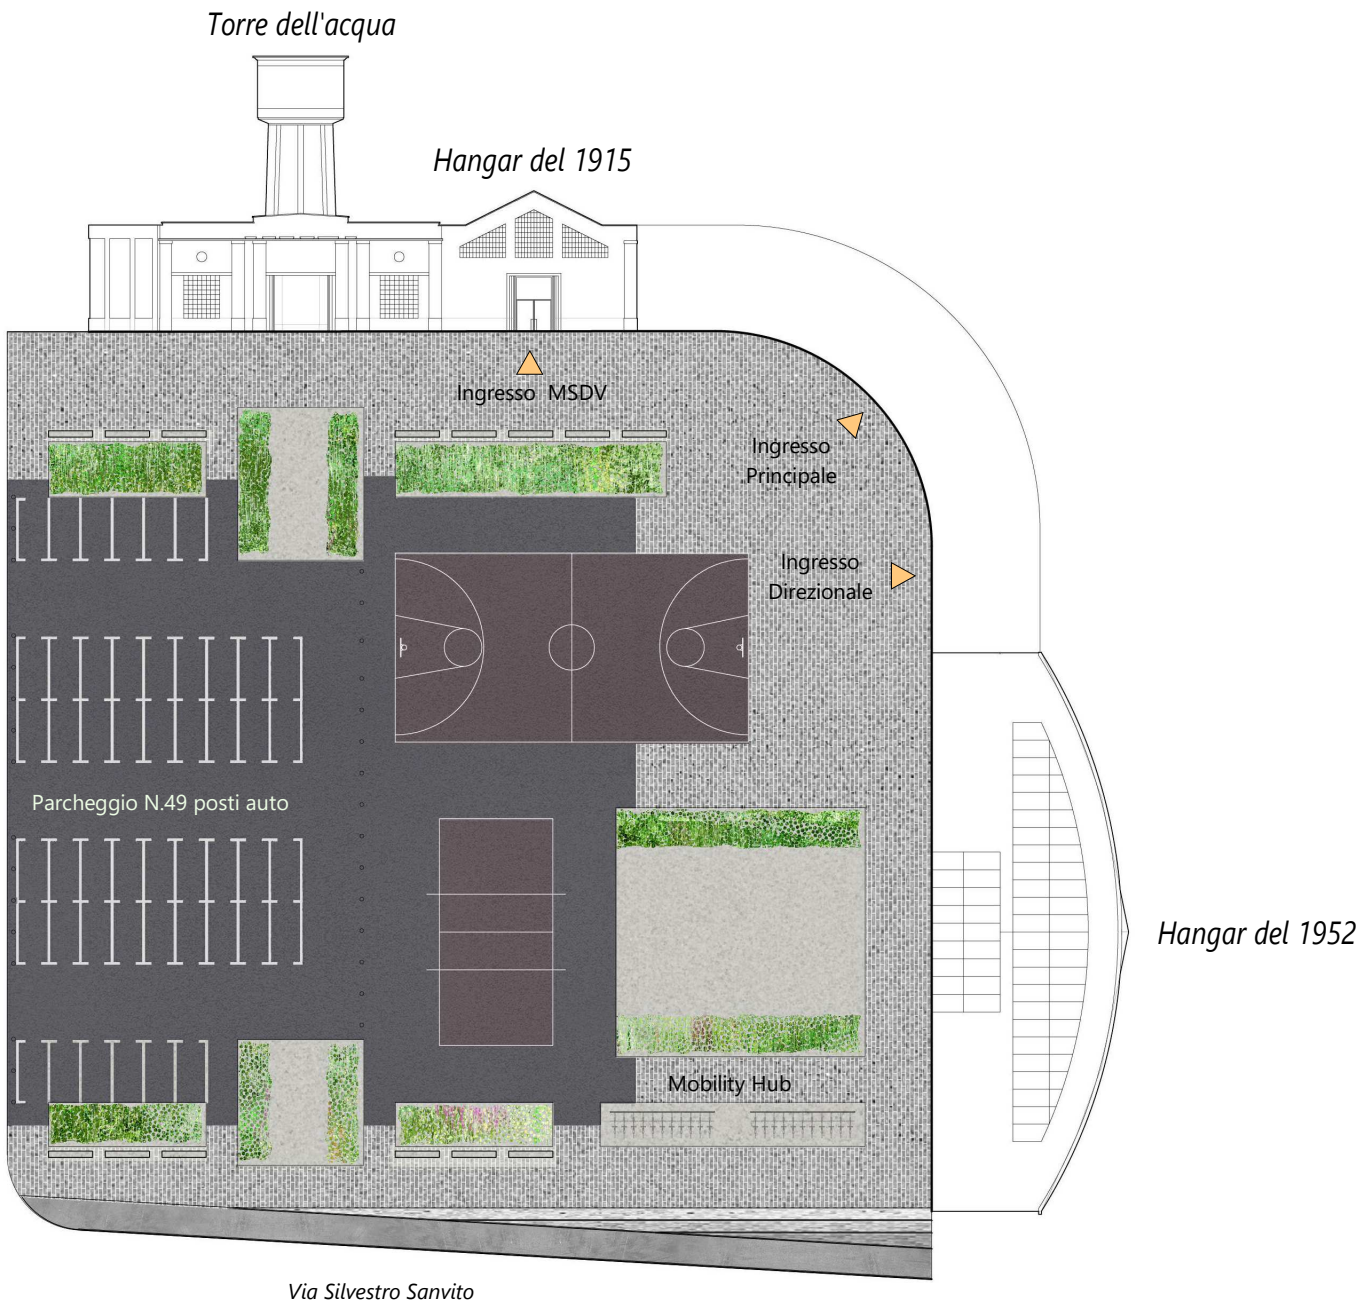 Torre dell'acqua
Hangar del 1915
Ingresso MSDV
Ingresso
Principale
Ingresso
Direzionale
Parcheggio N.49 posti auto
Hangar del 1952
Mobility Hub
Via Silvestro Sanvito